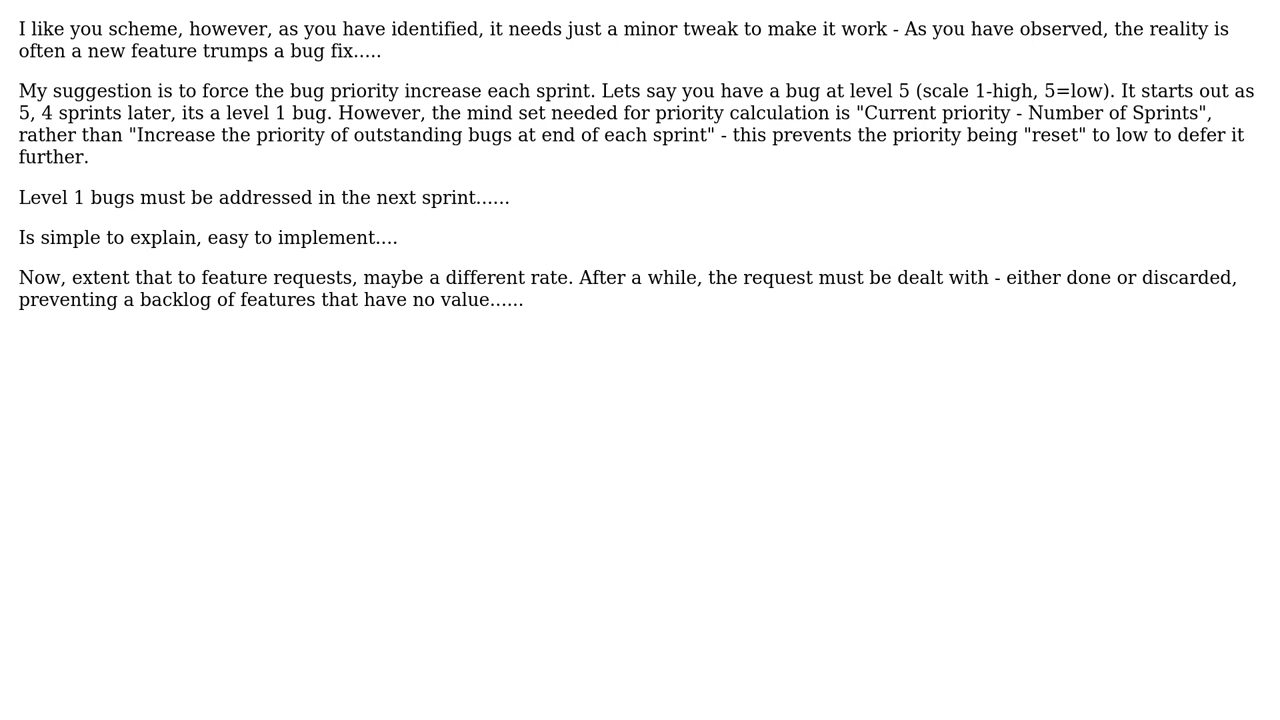 I like you scheme, however, as you have identified, it needs just a minor tweak to make it work - As you have observed, the reality is
often a new feature trumps a bug fix.....
My suggestion is to force the bug priority increase each sprint. Lets say you have a bug at level 5 (scale 1-high, 5=low). It starts out as
5, 4 sprints later, its a level 1 bug. However, the mind set needed for priority calculation is "Current priority - Number of Sprints",
rather than "Increase the priority of outstanding bugs at end of each sprint" - this prevents the priority being "reset" to low to defer it
further.
Level 1 bugs must be addressed in the next sprint......
Is simple to explain, easy to implement....
Now, extent that to feature requests, maybe a different rate. After a while, the request must be dealt with - either done or discarded,
preventing a backlog of features that have no value......